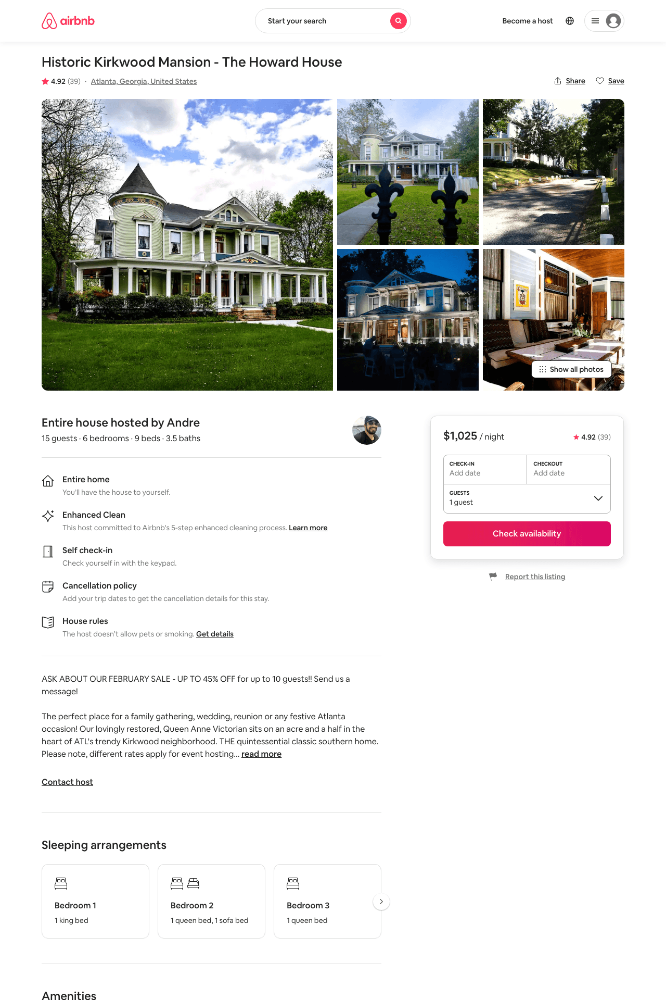 airbnb
Start your search
Become a host
Historic Kirkwood Mansion - The Howard House
4.92 (39) · Atlanta, Georgia, United States
Share
Save
Show all photos
Entire house hosted by Andre
15 guests · 6 bedrooms · 9 beds · 3.5 baths
Entire home
You'll have the house to yourself.
Enhanced Clean
This host committed to Airbnb's 5-step enhanced cleaning process. Learn more
Self check-in
Check yourself in with the keypad.
Cancellation policy
Add your trip dates to get the cancellation details for this stay.
House rules
The host doesn't allow pets or smoking. Get details
$1,025 / night
4.92 (39)
CHECK-IN
Add date
CHECKOUT
Add date
GUESTS
1 guest
Check availability
Report this listing
ASK ABOUT OUR FEBRUARY SALE - UP TO 45% OFF for up to 10 guests!! Send us a
message!
The perfect place for a family gathering, wedding, reunion or any festive Atlanta
occasion! Our lovingly restored, Queen Anne Victorian sits on an acre and a half in the
heart of ATL's trendy Kirkwood neighborhood. THE quintessential classic southern home.
Please note, different rates apply for event hosting... read more
Contact host
Sleeping arrangements
Bedroom 1
1 king bed
Bedroom 2
1 queen bed, 1 sofa bed
Bedroom 3
1 queen bed
Amenities